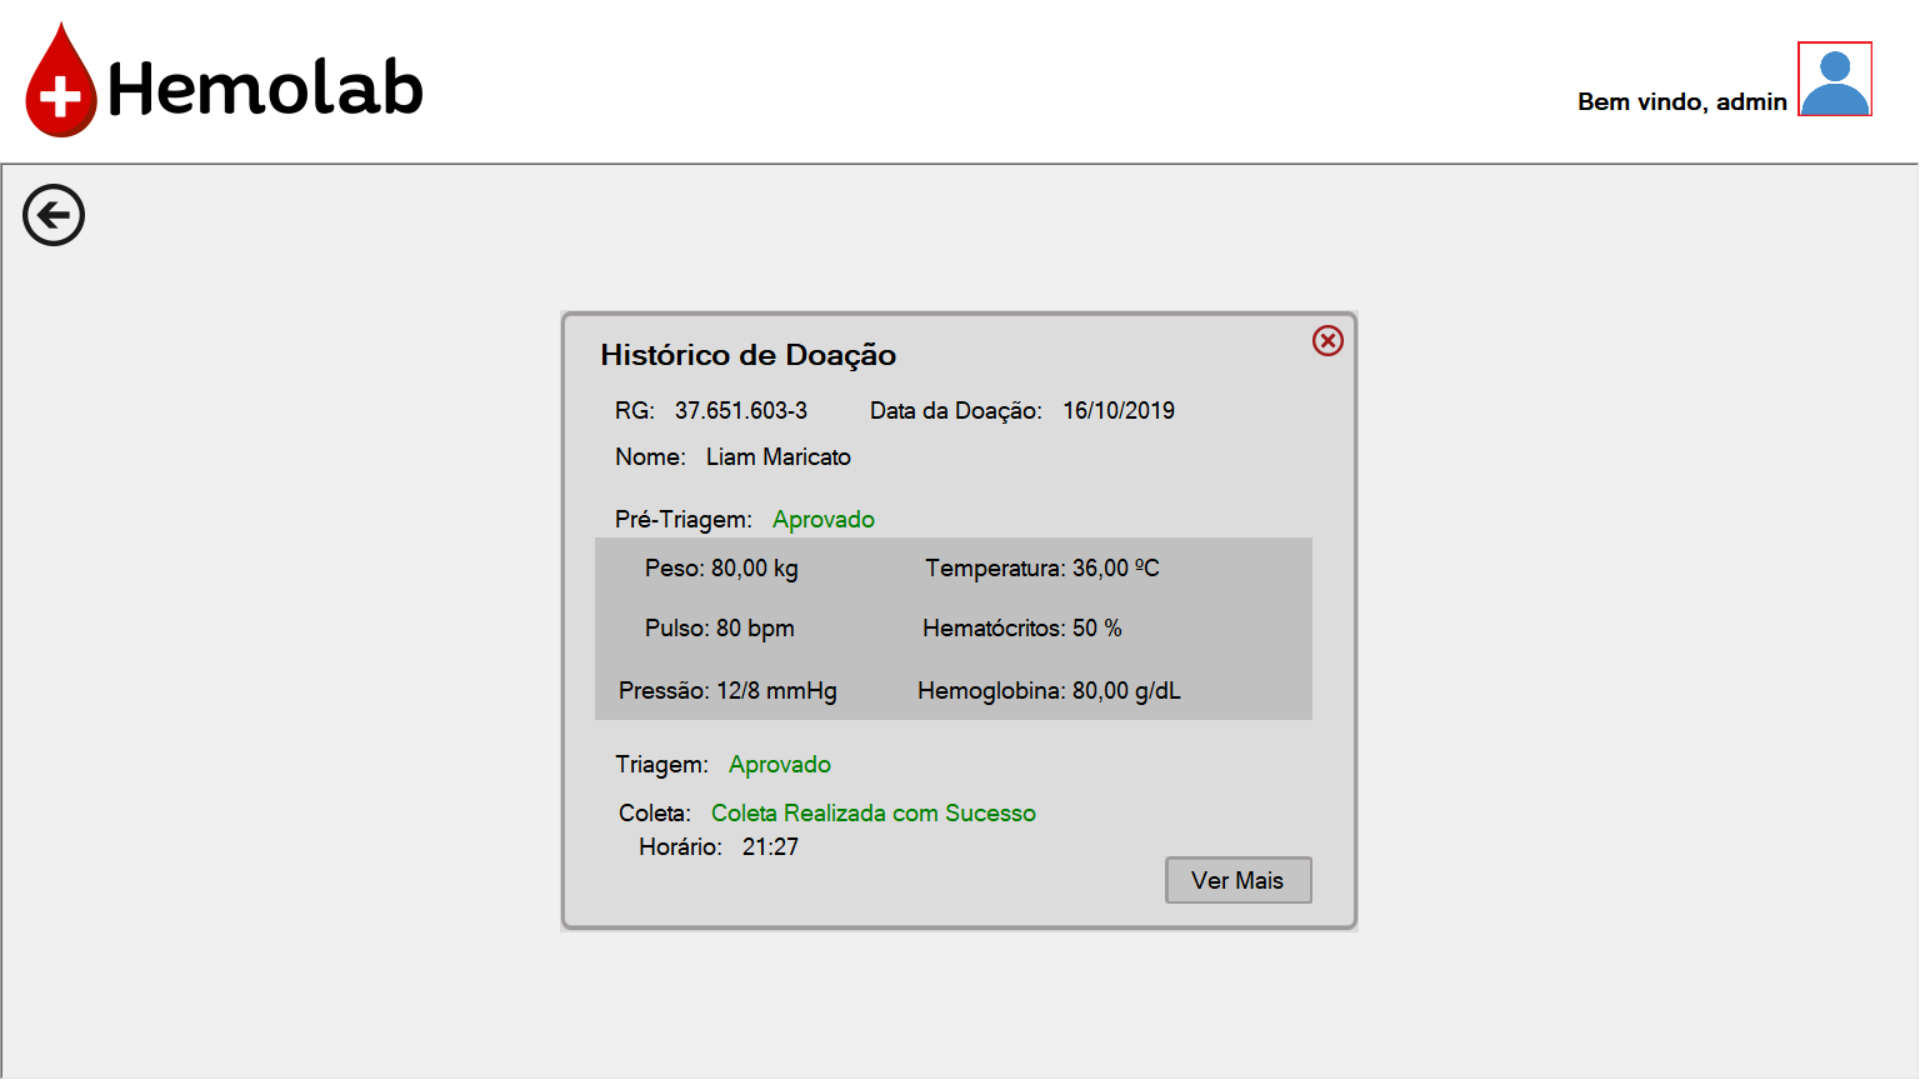 Hemolab
Bem vindo, admin
Histórico de Doação
RG: 37.651.603-3 Data da Doação: 16/10/2019
Nome: Liam Maricato
Pré-Triagem: Aprovado
Peso: 80,00 kg Temperatura: 36,00 ºC
Pulso: 80 bpm Hematócritos: 50 %
Pressão: 12/8 mmHg Hemoglobina: 80,00 g/dL
Triagem: Aprovado
Coleta: Coleta Realizada com Sucesso
Horário: 21:27
Ver Mais